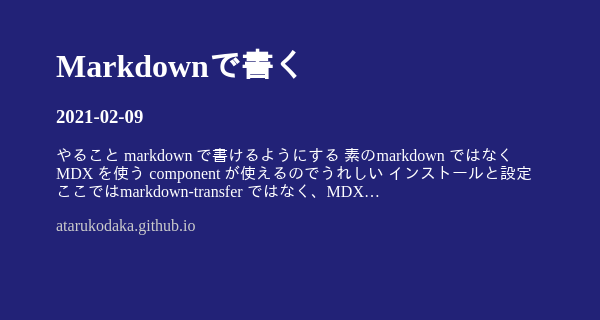 Markdownで書く
2021-02-09
やること markdown で書けるようにする 素のmarkdown ではなく
MDX を使う component が使えるのでうれしい インストールと設定
ここではmarkdown-transfer ではなく、MDX…
atarukodaka.github.io